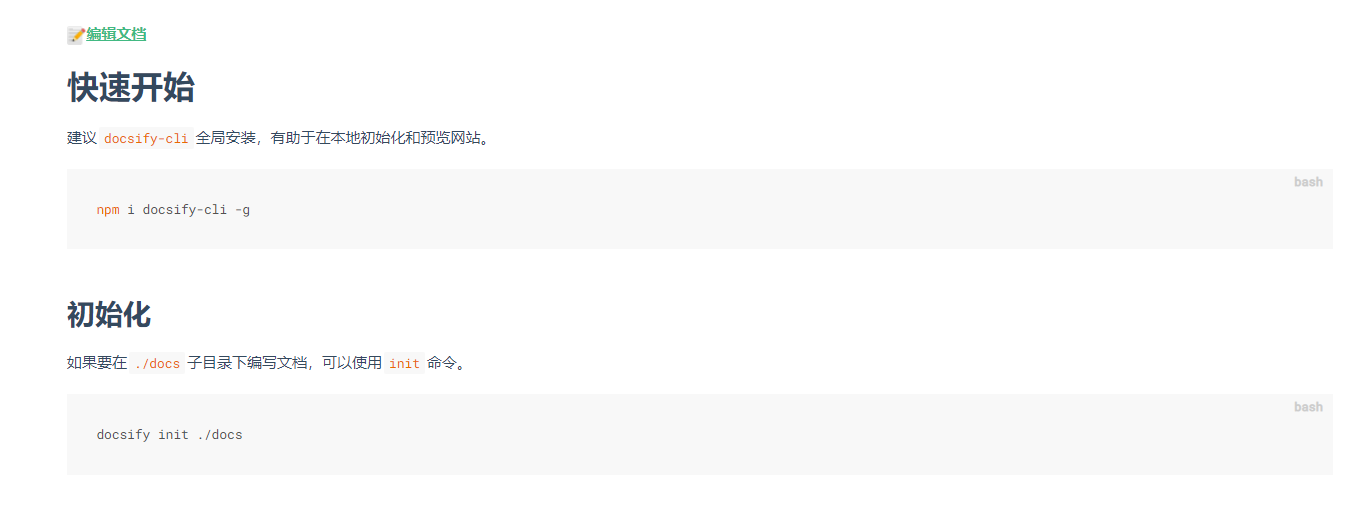 📝编辑文档
快速开始
建议 docsify-cli 全局安装，有助于在本地初始化和预览网站。
bash
npm i docsify-cli -g
初始化
如果要在 ./docs 子目录下编写文档，可以使用 init 命令。
bash
docsify init ./docs